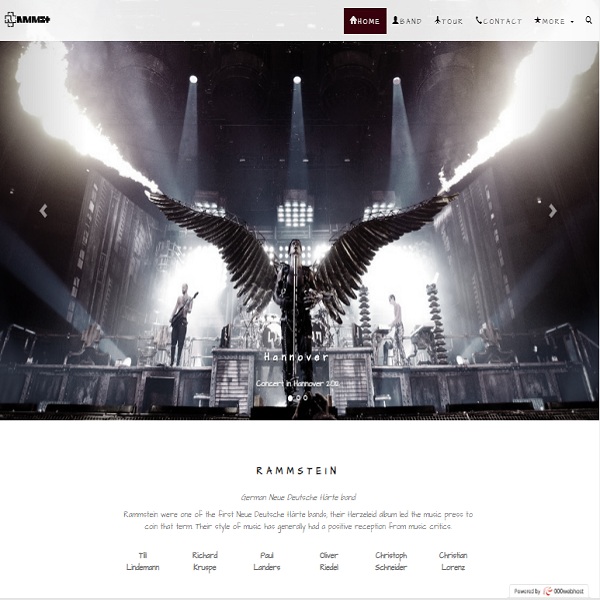 RAMMST
HOME BAND TOUR CONTACT MORE
Hannover
Concert in Hannover
RAMMSTEIN
German Neue Deutsche Härte band
Rammstein were one of the first Neue Deutsche Härte bands, their Herzeleid album led the music press to
coin that term. Their style of music has generally had a positive reception from music critics.
Till Richard Paul Oliver Christoph Christian
Lindemann Kruspe Landers Riedel Schneider Lorenz
Powered by 000webhost